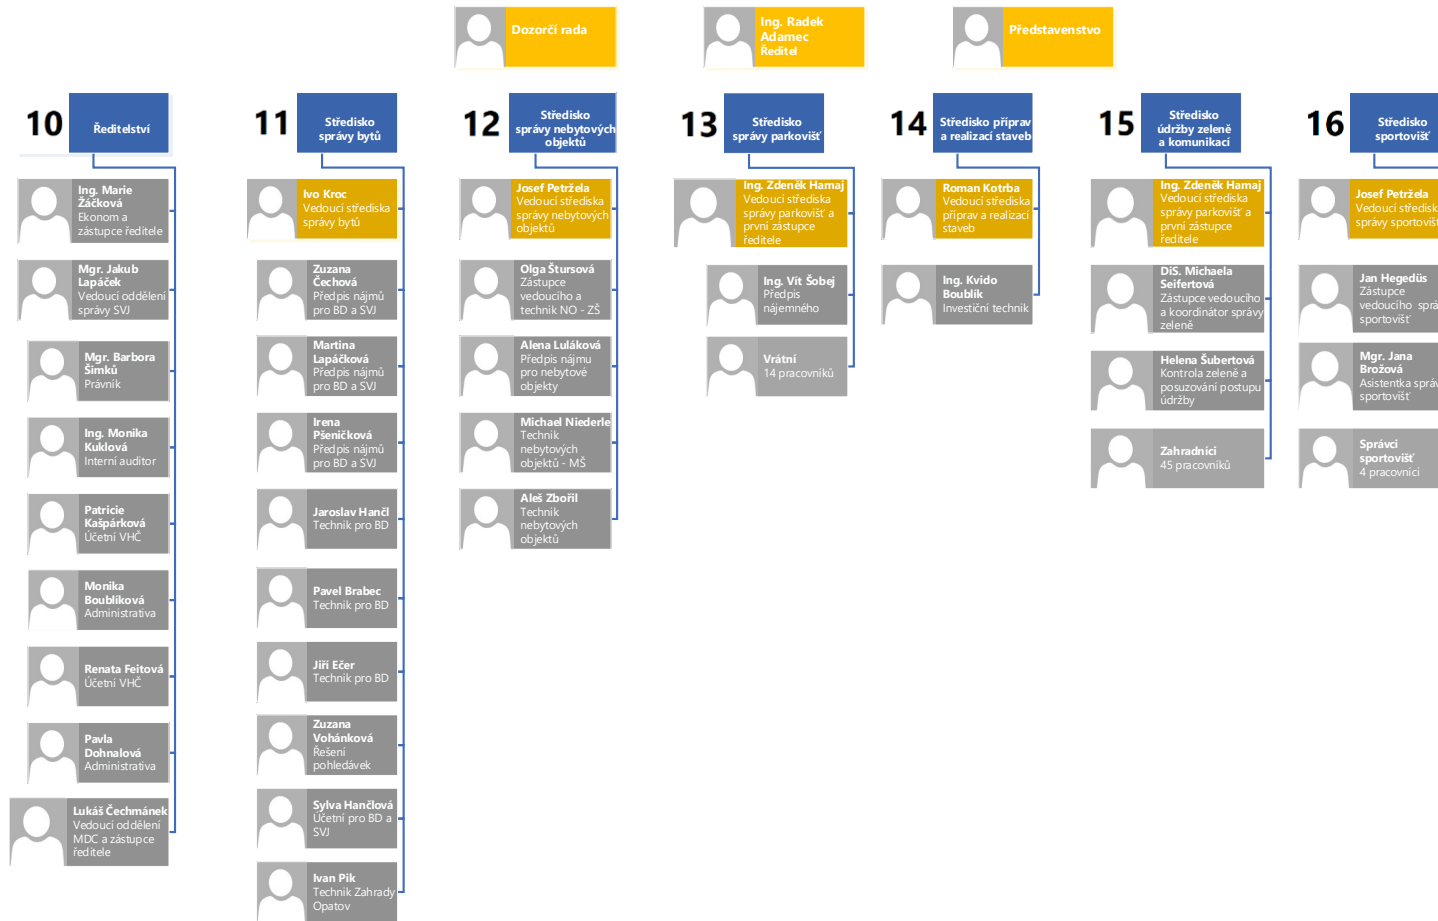 Dozorčí rada
Ing. Radek
Adamec
Ředitel
Představenstvo
10
Ředitelství
Ing. Marie
Žáčková
Ekonom a
zástupce ředitele
Mgr. Jakub
Lapáček
Vedoucí oddělení
správy SVJ
Mgr. Barbora
Šimků
Právník
Ing. Monika
Kuklová
Interní auditor
Patricie
Kašpárková
Účetní VHČ
Monika
Boublíková
Administrativa
Renata Feitová
Účetní VHČ
Pavla
Dohnalová
Administrativa
Lukáš Čechmánek
Vedoucí oddělení
MDC a zástupce
ředitele
11
Středisko
správy bytů
Ivo Kroc
Vedoucí střediska
správy bytů
Zuzana
Čechová
Předpis nájmů
pro BD a SVJ
Martina
Lapáčková
Předpis nájmů
pro BD a SVJ
Irena
Pšeničková
Předpis nájmů
pro BD a SVJ
Jaroslav Hančl
Technik pro BD
Pavel Brabec
Technik pro BD
Jiří Ečer
Technik pro BD
Zuzana
Vohánková
Řešení
pohledávek
Sylva Hančlová
Účetní pro BD a
SVJ
Ivan Pik
Technik Zahrady
Opatov
12
Středisko
správy nebytových
objektů
Josef Petržela
Vedoucí střediska
správy nebytových
objektů
Olga Štursová
Zástupce
vedoucího a
technik NO - ZŠ
Alena Luláková
Předpis nájmu
pro nebytové
objekty
Michael Niederle
Technik
nebytových
objektů - MŠ
Aleš Zbořil
Technik
nebytových
objektů
13
Středisko
správy parkovišť
Ing. Zdeněk Hamaj
Vedoucí střediska
správy parkovišť a
první zástupce
ředitele
Ing. Vít Šobej
Předpis
nájemného
Vrátní
14 pracovníků
14
Středisko příprav
a realizací staveb
Roman Kotrba
Vedoucí střediska
příprav a realizací
staveb
Ing. Kvido
Boublík
Investiční technik
15
Středisko
údržby zeleně
a komunikací
Ing. Zdeněk Hamaj
Vedoucí střediska
správy parkovišť a
první zástupce
ředitele
DiS. Michaela
Seifertová
Zástupce vedoucího
a koordinátor správy
zeleně
Helena Šubertová
Kontrola zeleně a
posuzování postupu
údržby
Zahradníci
45 pracovníků
16
Středisko
sportovišť
Josef Petržela
Vedoucí středisk
správy sportovišť
Jan Hegedüs
Zástupce
vedoucího sprá
sportovišť
Mgr. Jana
Brožová
Asistentka sprá
sportovišť
Správci
sportovišť
4 pracovníci